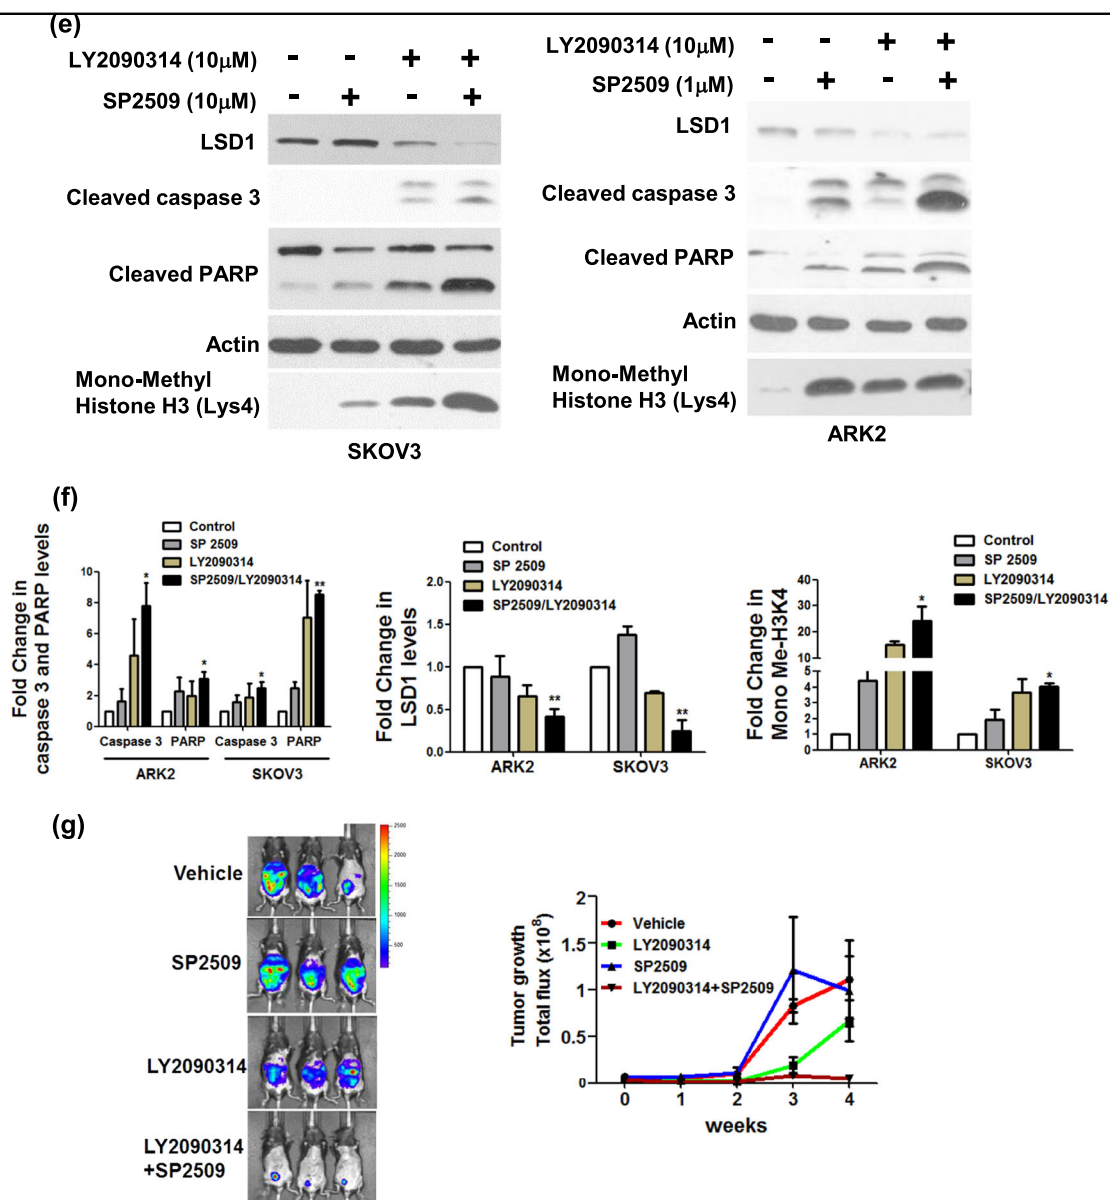 (e)
LY2090314 (10μM) - - + +
SP2509 (10μM) - + - +
LSD1
Cleaved caspase 3
Cleaved PARP
Actin
Mono-Methyl
Histone H3 (Lys4)
SKOV3
LY2090314 (10μM) - - + +
SP2509 (1μM) - + - +
LSD1
Cleaved caspase 3
Cleaved PARP
Actin
Mono-Methyl
Histone H3 (Lys4)
ARK2
(f)
Control
SP 2509
LY2090314
SP2509/LY2090314
Fold Change in
caspase 3 and PARP levels
10
8
6
4
2
0
* * * **
Caspase 3 PARP Caspase 3 PARP
ARK2 SKOV3
Control
SP 2509
LY2090314
SP2509/LY2090314
Fold Change in
LSD1 levels
2.0
1.5
1.0
0.5
0.0
** **
ARK2 SKOV3
Control
SP 2509
LY2090314
SP2509/LY2090314
Fold Change in
Mono Me-H3K4
40
30
20
10
5
4
3
2
1
0
* *
ARK2 SKOV3
(g)
Vehicle
SP2509
LY2090314
LY2090314
+SP2509
2500
2000
1500
1000
500
Tumor growth
Total flux (x10⁸)
2
1.5
1
0.5
0
Vehicle
LY2090314
SP2509
LY2090314+SP2509
0 1 2 3 4
weeks